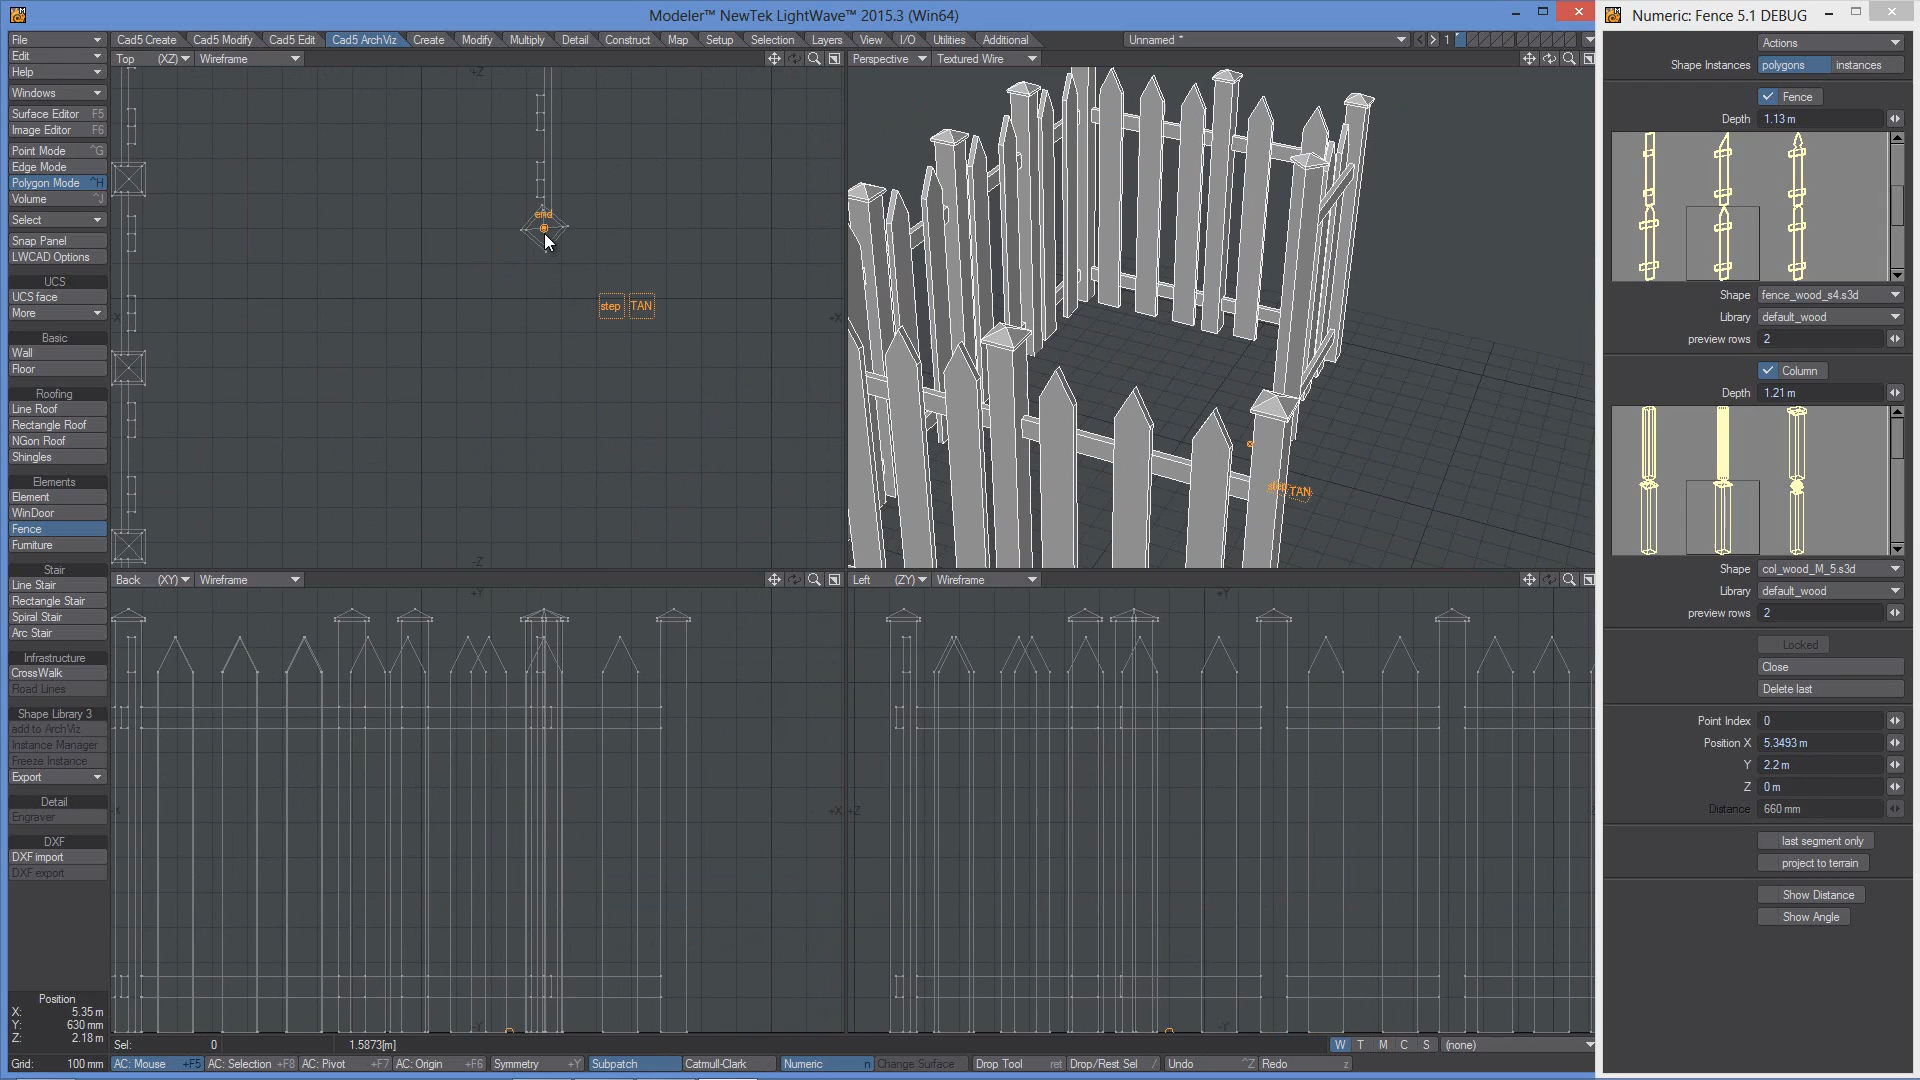 Modeler™ NewTek LightWave™ 2015.3 (Win64)
Numeric: Fence 5.1 DEBUG
File
Edit
Help
Windows
Surface Editor F5
Image Editor F6
Point Mode ^G
Edge Mode
Polygon Mode ^H
Volume ^J
Select
Snap Panel
LWCAD Options
UCS
UCS face
More
Basic
Wall
Floor
Roofing
Line Roof
Rectangle Roof
NGon Roof
Shingles
Elements
Element
WinDoor
Fence
Furniture
Stair
Line Stair
Rectangle Stair
Spiral Stair
Arc Stair
Infrastructure
CrossWalk
Road Lines
Shape Library 3
add to ArchViz
Instance Manager
Freeze Instance
Export
Detail
Engraver
DXF
DXF import
DXF export
Position
X: 5.35 m
Y: 630 mm
Z: 2.18 m
Grid: 100 mm
Cad5 Create Cad5 Modify Cad5 Edit Cad5 ArchViz Create Modify Multiply Detail Construct Map Setup Selection Layers View I/O Utilities Additional Unnamed * 1
Top (XZ) Wireframe
Perspective Textured Wire
+Z
-X
+X
-Z
end
step TAN
step TAN
Back (XY) Wireframe
Left (ZY) Wireframe
+Y
-X
+X
-Y
+Y
+Z
-Y
Sel: 0 1.5873[m]
W T M C S (none)
AC: Mouse +F5 AC: Selection +F8 AC: Pivot +F7 AC: Origin +F6 Symmetry +Y Subpatch Catmull-Clark Numeric n Change Surface Drop Tool ret Drop/Rest Sel / Undo ^Z Redo z
Actions
Shape Instances polygons instances
Fence
Depth 1.13 m
Shape fence_wood_s4.s3d
Library default_wood
preview rows 2
Column
Depth 1.21 m
Shape col_wood_M_5.s3d
Library default_wood
preview rows 2
Locked
Close
Delete last
Point Index 0
Position X 5.3493 m
Y 2.2 m
Z 0 m
Distance 660 mm
last segment only
project to terrain
Show Distance
Show Angle